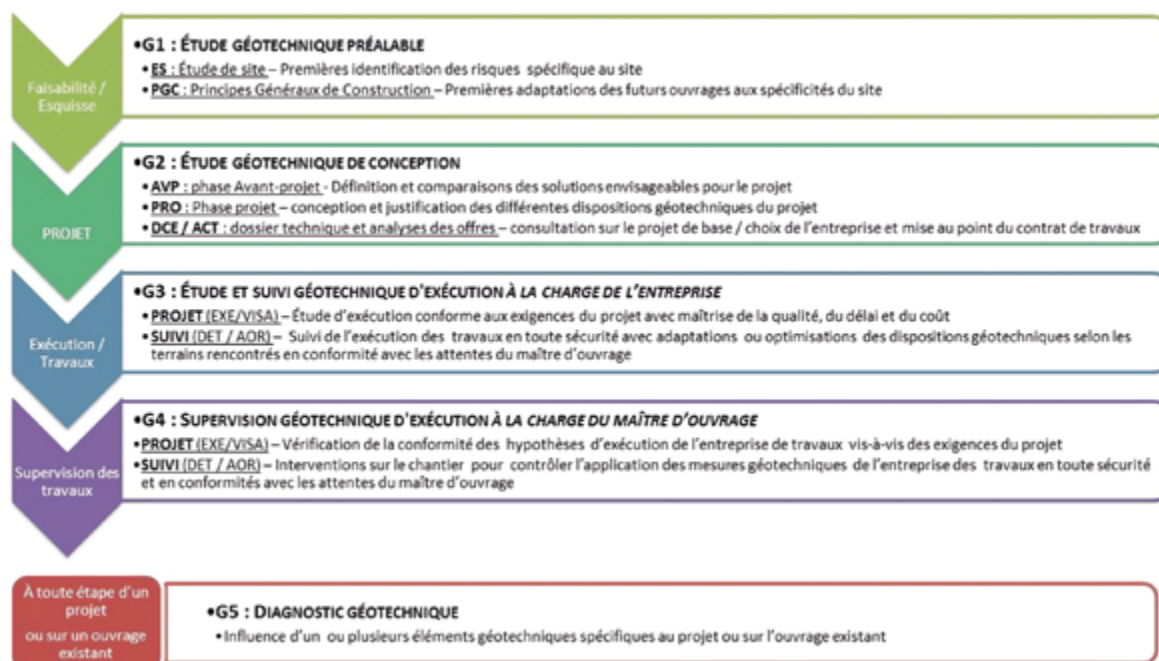 Faisabilité /
Esquisse
•G1 : ÉTUDE GÉOTECHNIQUE PRÉALABLE
•ES : Étude de site – Premières identification des risques spécifique au site
•PGC : Principes Généraux de Construction – Premières adaptations des futurs ouvrages aux spécificités du site
PROJET
•G2 : ÉTUDE GÉOTECHNIQUE DE CONCEPTION
•AVP : phase Avant-projet - Définition et comparaisons des solutions envisageables pour le projet
•PRO : Phase projet – conception et justification des différentes dispositions géotechniques du projet
•DCE / ACT : dossier technique et analyses des offres – consultation sur le projet de base / choix de l'entreprise et mise au point du contrat de travaux
Exécution /
Travaux
•G3 : ÉTUDE ET SUIVI GÉOTECHNIQUE D'EXÉCUTION À LA CHARGE DE L'ENTREPRISE
•PROJET (EXE/VISA) – Étude d'exécution conforme aux exigences du projet avec maîtrise de la qualité, du délai et du coût
•SUIVI (DET / AOR) – Suivi de l'exécution des travaux en toute sécurité avec adaptations ou optimisations des dispositions géotechniques selon les
terrains rencontrés en conformité avec les attentes du maître d'ouvrage
Supervision des
travaux
•G4 : SUPERVISION GÉOTECHNIQUE D'EXÉCUTION À LA CHARGE DU MAÎTRE D'OUVRAGE
•PROJET (EXE/VISA) – Vérification de la conformité des hypothèses d'exécution de l'entreprise de travaux vis-à-vis des exigences du projet
•SUIVI (DET / AOR) – Interventions sur le chantier pour contrôler l'application des mesures géotechniques de l'entreprise des travaux en toute sécurité
et en conformités avec les attentes du maître d'ouvrage
À toute étape d'un
projet
ou sur un ouvrage
existant
•G5 : DIAGNOSTIC GÉOTECHNIQUE
•Influence d'un ou plusieurs éléments géotechniques spécifiques au projet ou sur l'ouvrage existant